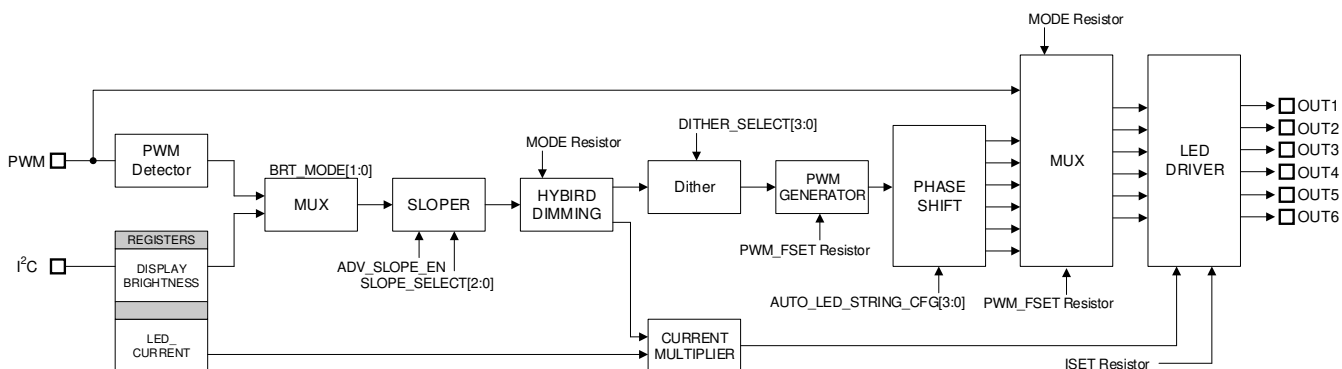 MODE Resistor
DITHER_SELECT[3:0]
OUT1
OUT2
OUT3
OUT4
OUT5
OUT6
PWM
PWM
Detector
BRT_MODE[1:0]
MUX
SLOPER
MODE Resistor
HYBIRD
DIMMING
Dither
PWM
GENERATOR
PHASE
SHIFT
MUX
LED
DRIVER
I²C
REGISTERS
DISPLAY
BRIGHTNESS
ADV_SLOPE_EN
SLOPE_SELECT[2:0]
PWM_FSET Resistor
AUTO_LED_STRING_CFG[3:0]
PWM_FSET Resistor
LED_
CURRENT
CURRENT
MULTIPLIER
ISET Resistor